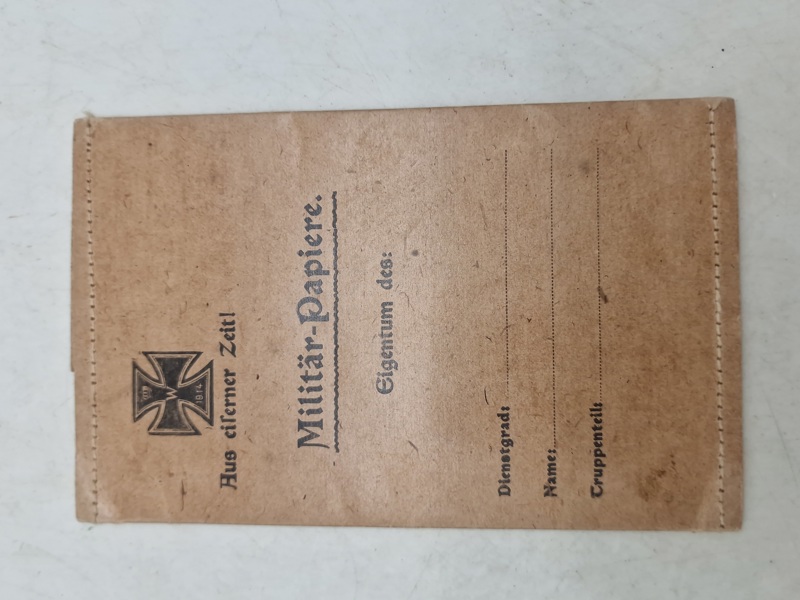 W
1914
Aus eiſerner Zeit!
Militär-Papiere.
Eigentum des:
Dienstgrad:
Name:
Truppenteil: